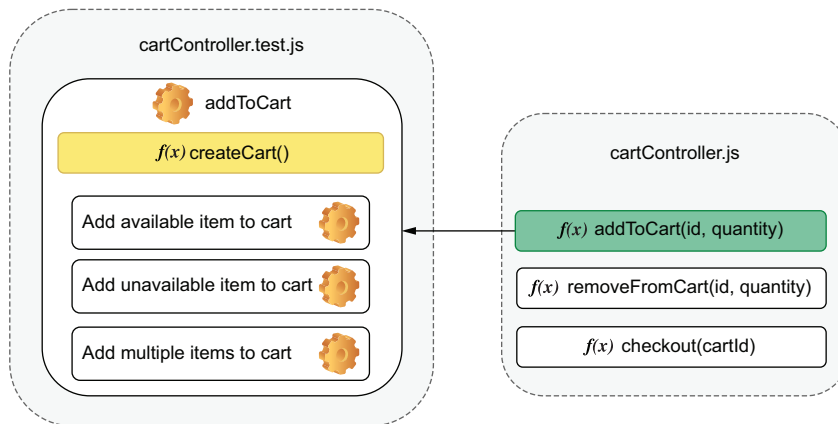 cartController.test.js
addToCart
f(x) createCart()
Add available item to cart
Add unavailable item to cart
Add multiple items to cart
cartController.js
f(x) addToCart(id, quantity)
f(x) removeFromCart(id, quantity)
f(x) checkout(cartId)